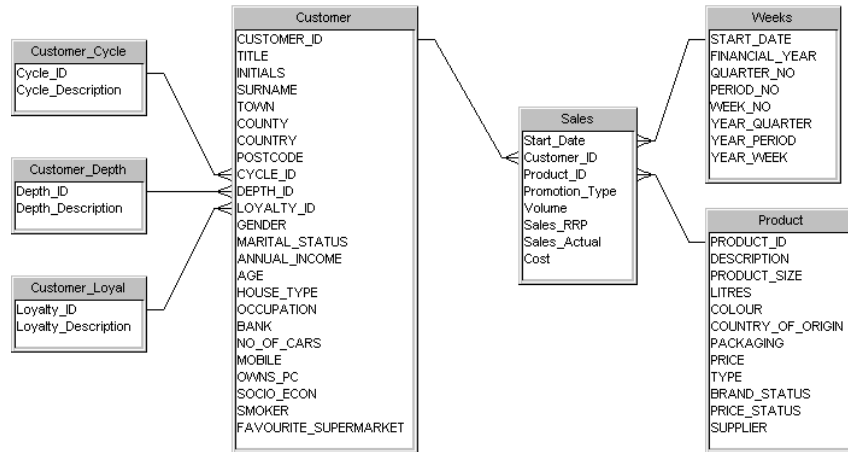 Customer_Cycle
Cycle_ID
Cycle_Description
Customer_Depth
Depth_ID
Depth_Description
Customer_Loyal
Loyalty_ID
Loyalty_Description
Customer
CUSTOMER_ID
TITLE
INITIALS
SURNAME
TOWN
COUNTY
COUNTRY
POSTCODE
CYCLE_ID
DEPTH_ID
LOYALTY_ID
GENDER
MARITAL_STATUS
ANNUAL_INCOME
AGE
HOUSE_TYPE
OCCUPATION
BANK
NO_OF_CARS
MOBILE
OWNS_PC
SOCIO_ECON
SMOKER
FAVOURITE_SUPERMARKET
Sales
Start_Date
Customer_ID
Product_ID
Promotion_Type
Volume
Sales_RRP
Sales_Actual
Cost
Weeks
START_DATE
FINANCIAL_YEAR
QUARTER_NO
PERIOD_NO
WEEK_NO
YEAR_QUARTER
YEAR_PERIOD
YEAR_WEEK
Product
PRODUCT_ID
DESCRIPTION
PRODUCT_SIZE
LITRES
COLOUR
COUNTRY_OF_ORIGIN
PACKAGING
PRICE
TYPE
BRAND_STATUS
PRICE_STATUS
SUPPLIER